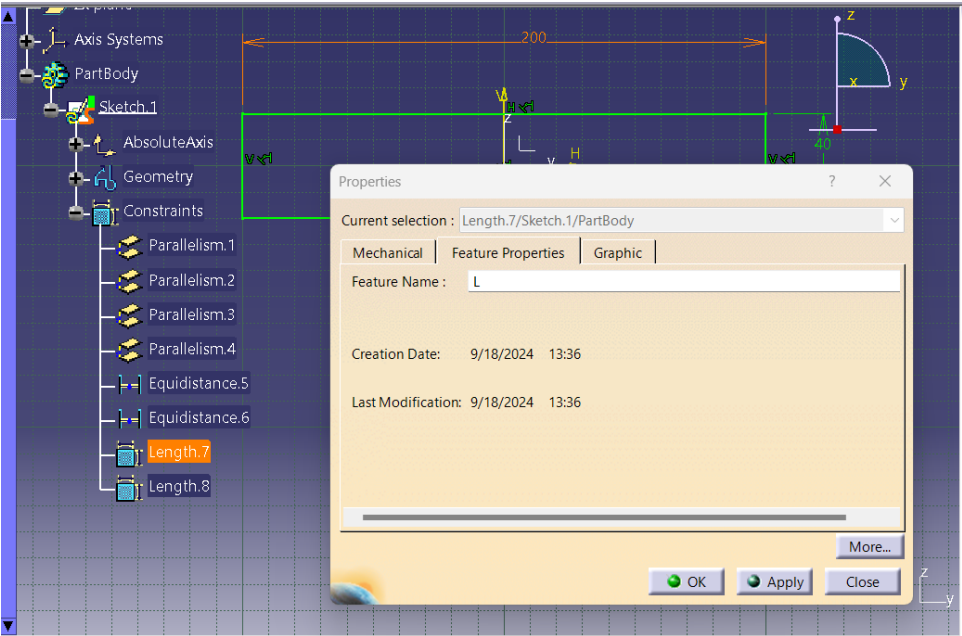 Zx plane
Axis Systems
PartBody
Sketch.1
AbsoluteAxis
Geometry
Constraints
Parallelism.1
Parallelism.2
Parallelism.3
Parallelism.4
Equidistance.5
Equidistance.6
Length.7
Length.8
200
V
H
z
H
y
V
V
40
z
x
y
Properties
?
Current selection : Length.7/Sketch.1/PartBody
Mechanical Feature Properties Graphic
Feature Name : L
Creation Date: 9/18/2024 13:36
Last Modification: 9/18/2024 13:36
More...
OK Apply Close
z
y